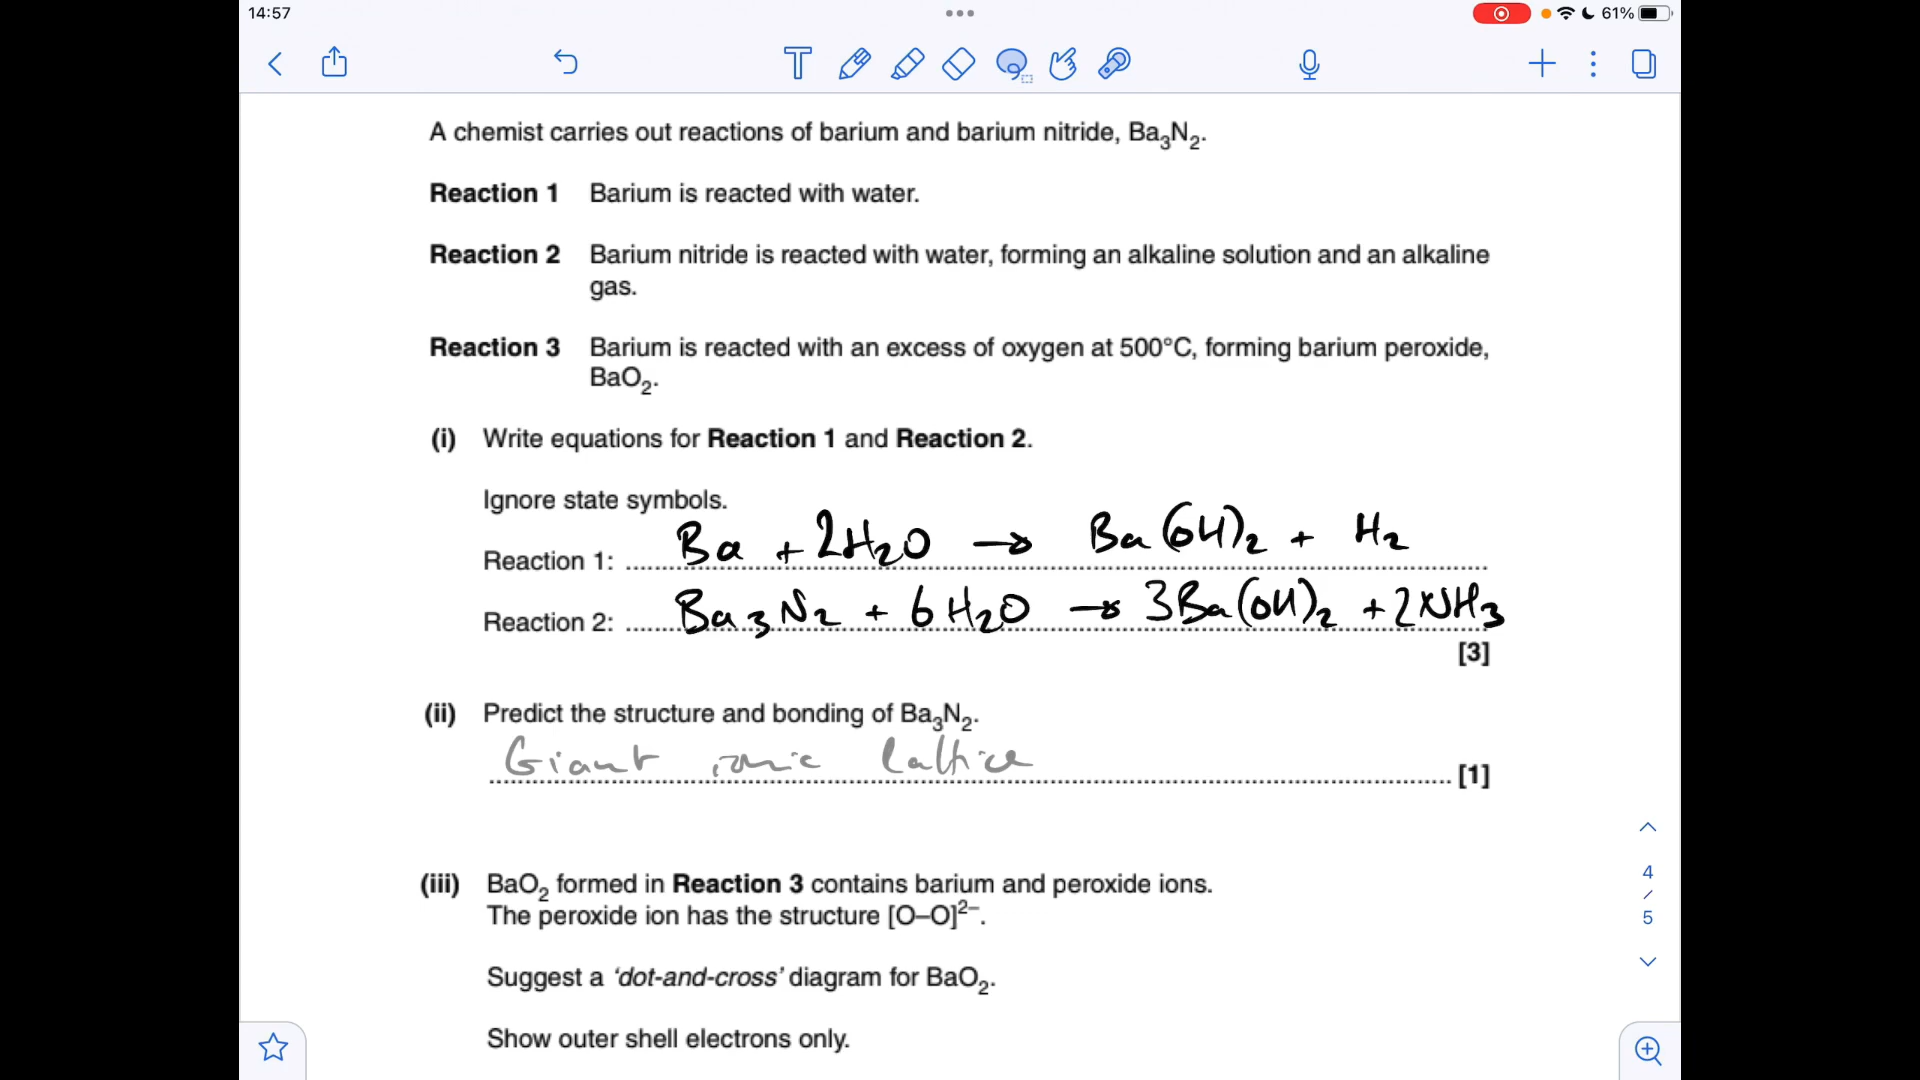 14:57
61%
A chemist carries out reactions of barium and barium nitride, Ba₃N₂.
Reaction 1 Barium is reacted with water.
Reaction 2 Barium nitride is reacted with water, forming an alkaline solution and an alkaline
gas.
Reaction 3 Barium is reacted with an excess of oxygen at 500°C, forming barium peroxide,
BaO₂.
(i) Write equations for Reaction 1 and Reaction 2.
Ignore state symbols.
Reaction 1: Ba + 2H₂O → Ba(OH)₂ + H₂
Reaction 2: Ba₃N₂ + 6H₂O → 3Ba(OH)₂ + 2NH₃
[3]
(ii) Predict the structure and bonding of Ba₃N₂.
Giant ionic lattice [1]
(iii) BaO₂ formed in Reaction 3 contains barium and peroxide ions.
The peroxide ion has the structure [O–O]²⁻.
Suggest a ‘dot-and-cross’ diagram for BaO₂.
Show outer shell electrons only.
4
/
5